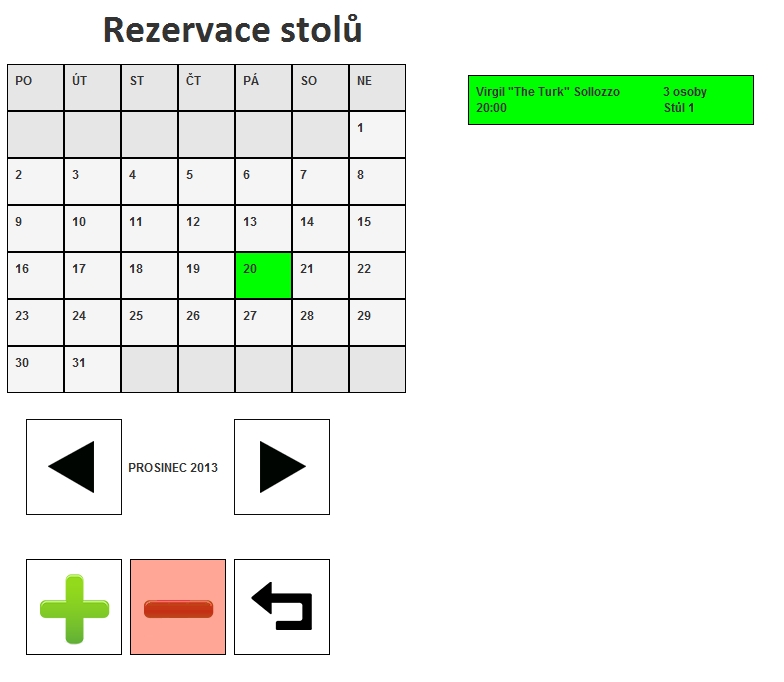 Rezervace stolů
PO ÚT ST ČT PÁ SO NE
1
2 3 4 5 6 7 8
9 10 11 12 13 14 15
16 17 18 19 20 21 22
23 24 25 26 27 28 29
30 31
PROSINEC 2013
Virgil "The Turk" Sollozzo 3 osoby
20:00 Stůl 1